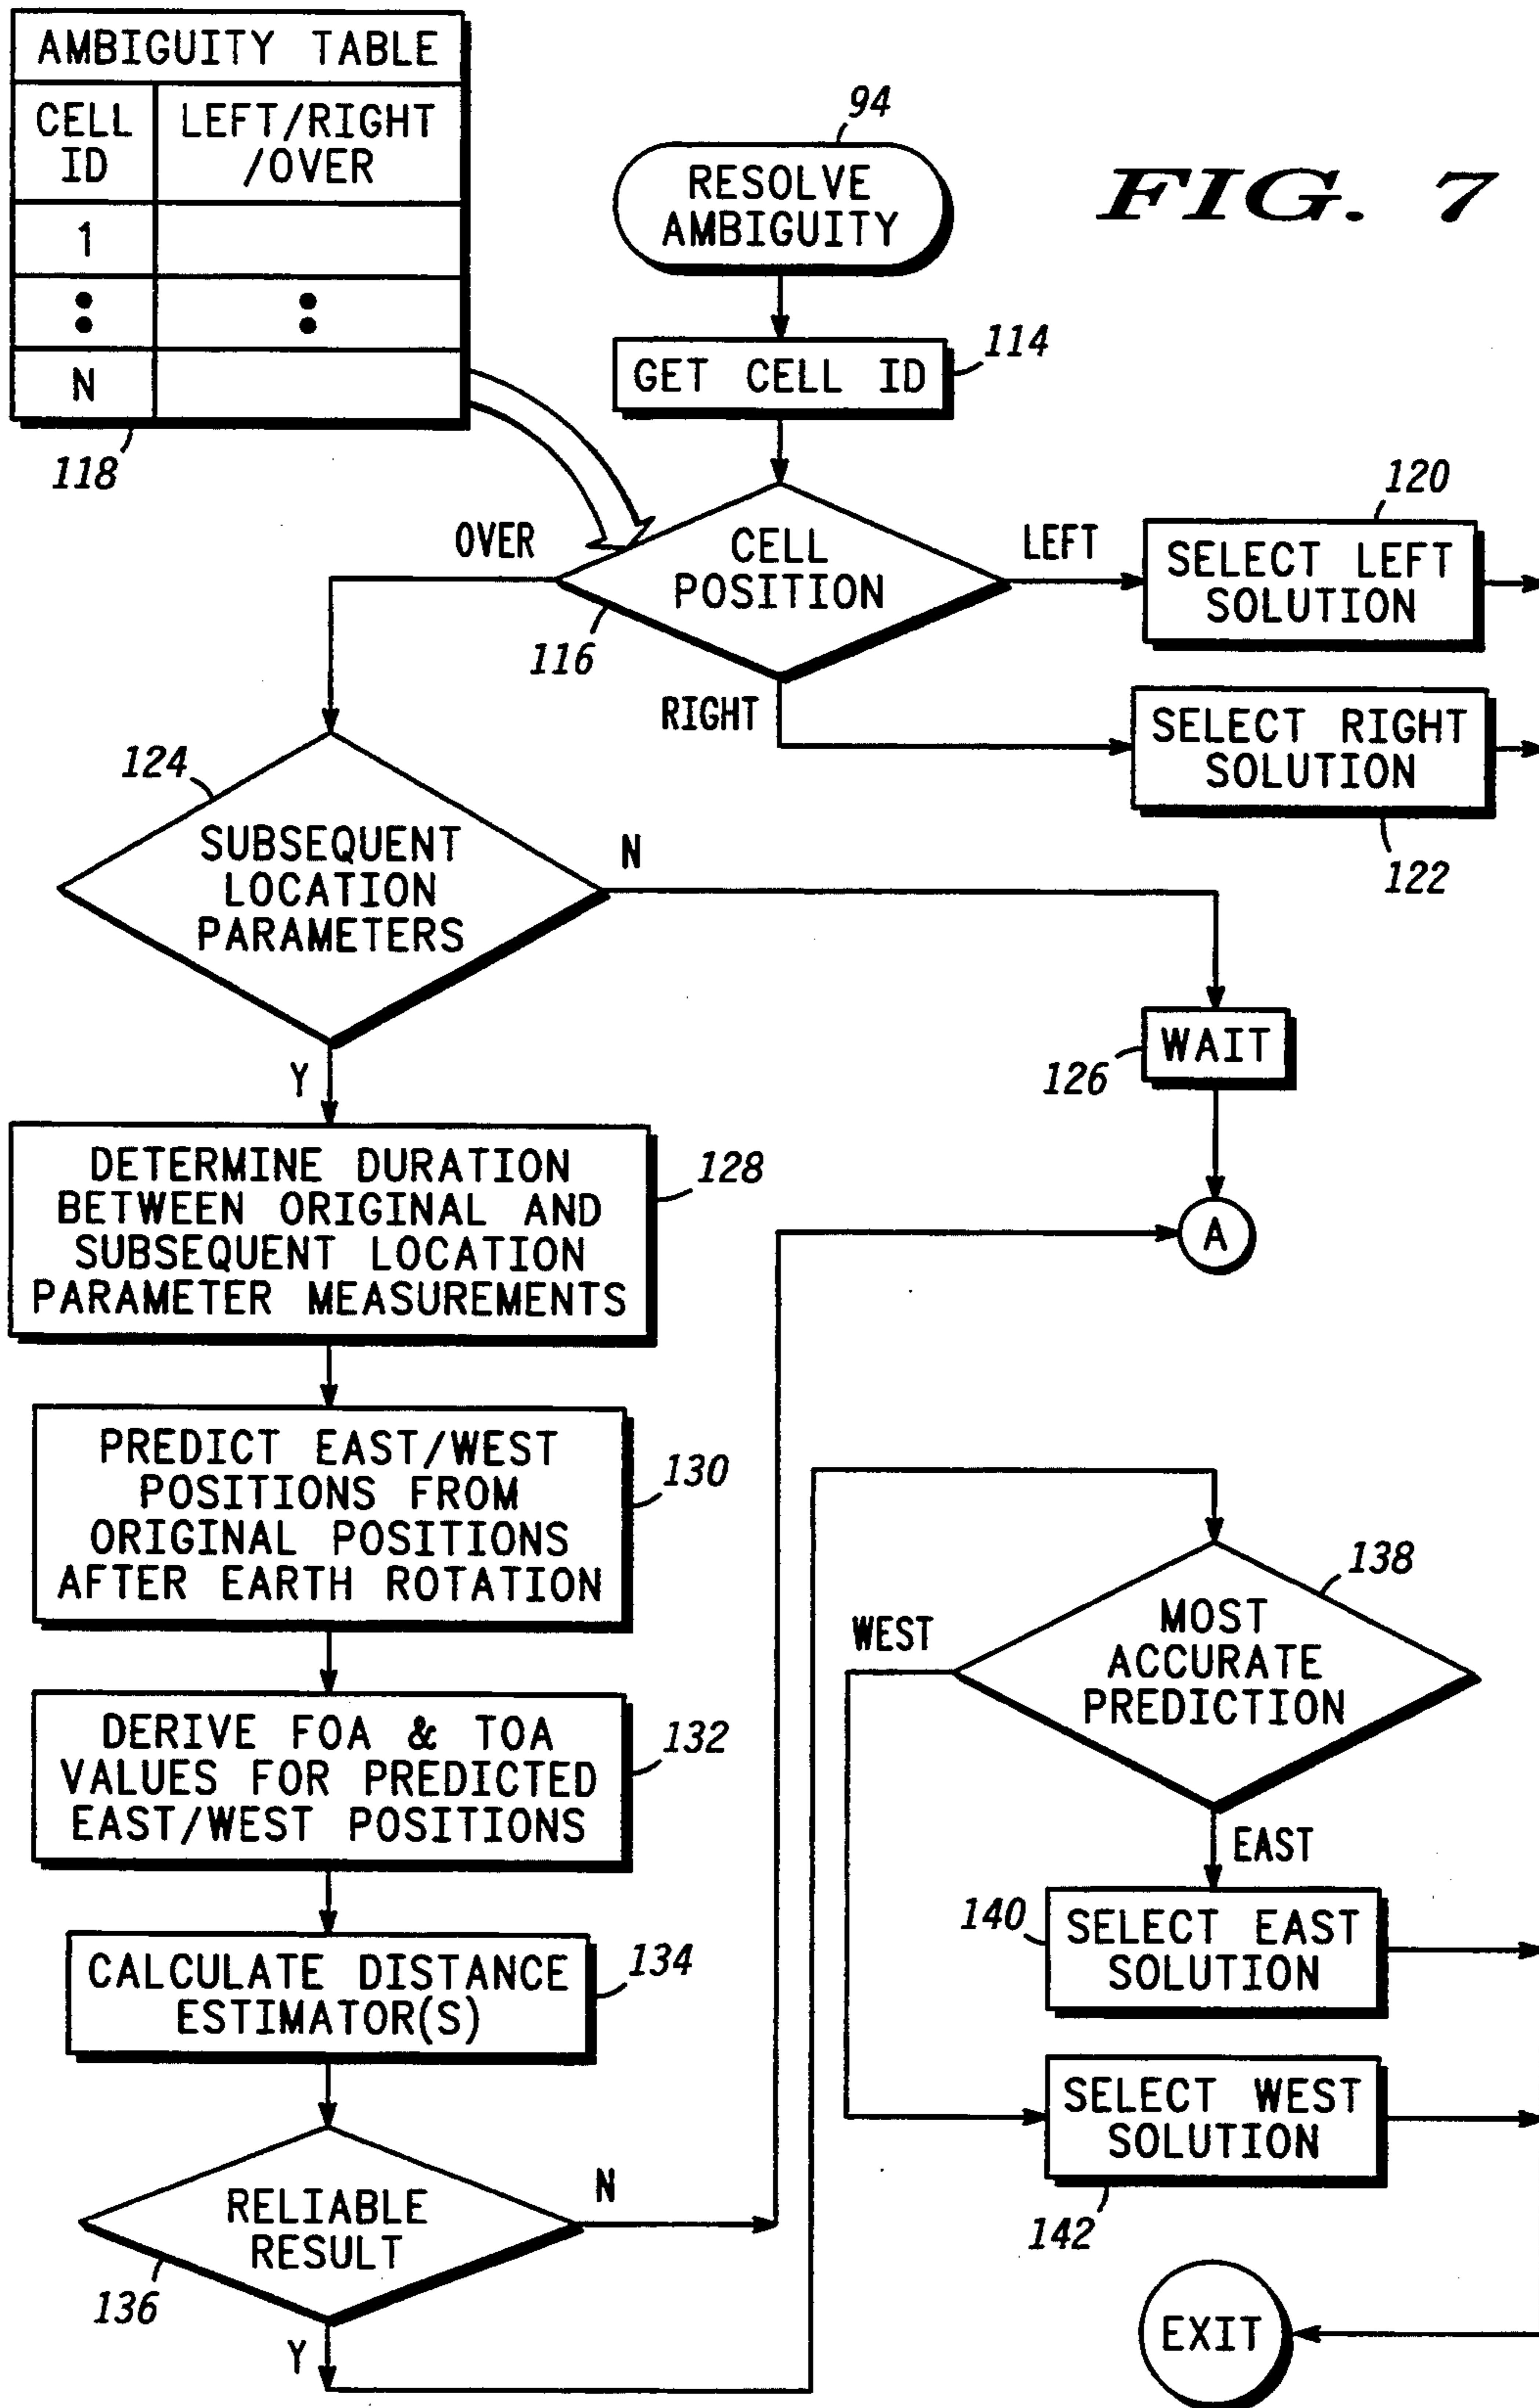 AMBIGUITY TABLE
CELL ID
LEFT/RIGHT /OVER
1
N
118
94
RESOLVE
AMBIGUITY
FIG. 7
GET CELL ID
114
CELL
POSITION
116
OVER
LEFT
RIGHT
120
SELECT LEFT
SOLUTION
SELECT RIGHT
SOLUTION
122
124
SUBSEQUENT
LOCATION
PARAMETERS
N
Y
WAIT
126
A
DETERMINE DURATION
BETWEEN ORIGINAL AND
SUBSEQUENT LOCATION
PARAMETER MEASUREMENTS
128
PREDICT EAST/WEST
POSITIONS FROM
ORIGINAL POSITIONS
AFTER EARTH ROTATION
130
DERIVE FOA & TOA
VALUES FOR PREDICTED
EAST/WEST POSITIONS
132
CALCULATE DISTANCE
ESTIMATOR(S)
134
RELIABLE
RESULT
136
N
Y
138
MOST
ACCURATE
PREDICTION
WEST
EAST
140
SELECT EAST
SOLUTION
SELECT WEST
SOLUTION
142
EXIT